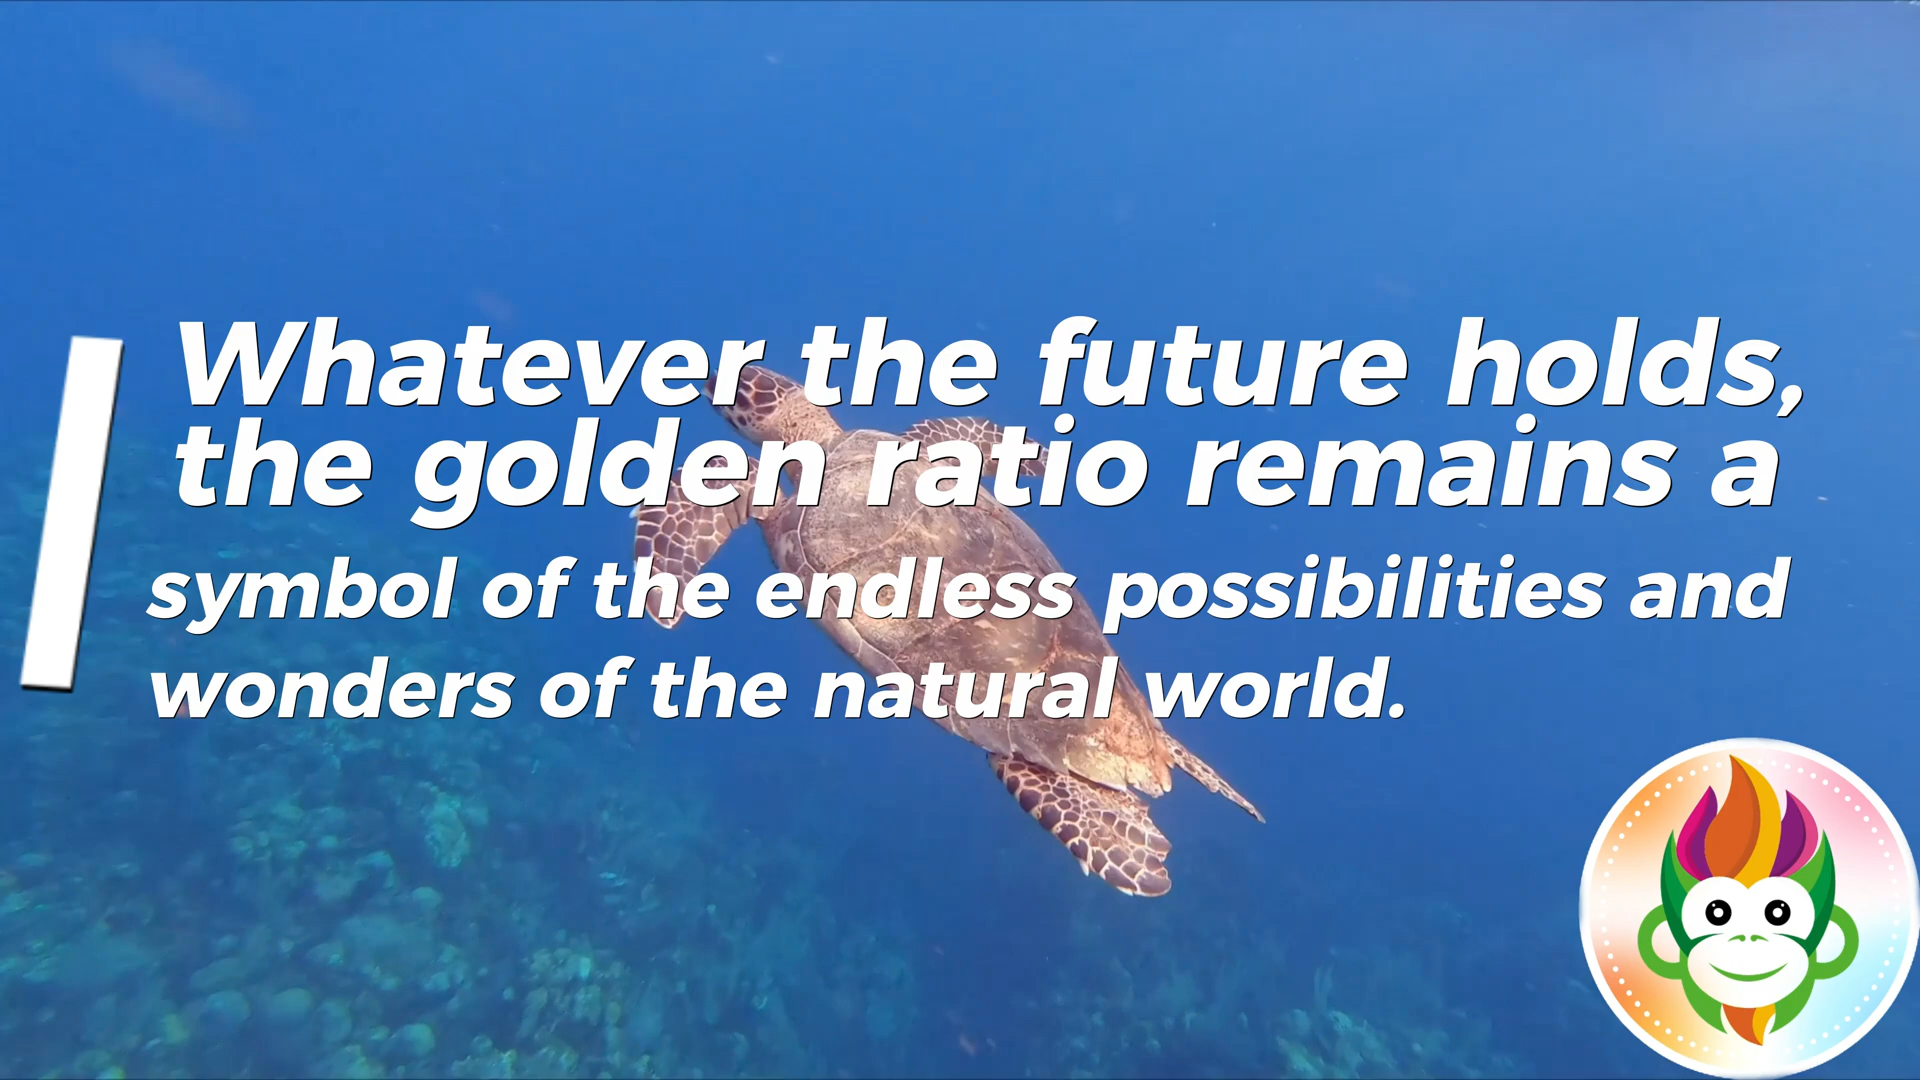 Whatever the future holds,
the golden ratio remains a
symbol of the endless possibilities and
wonders of the natural world.